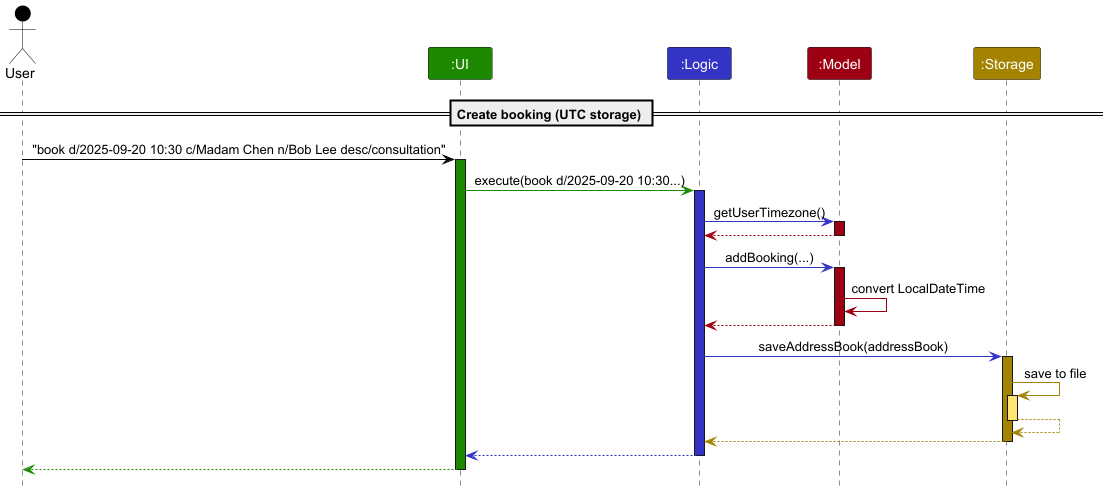 User
:UI
:Logic
:Model
:Storage
Create booking (UTC storage)
"book d/2025-09-20 10:30 c/Madam Chen n/Bob Lee desc/consultation"
execute(book d/2025-09-20 10:30...)
getUserTimezone()
addBooking(...)
convert LocalDateTime
saveAddressBook(addressBook)
save to file